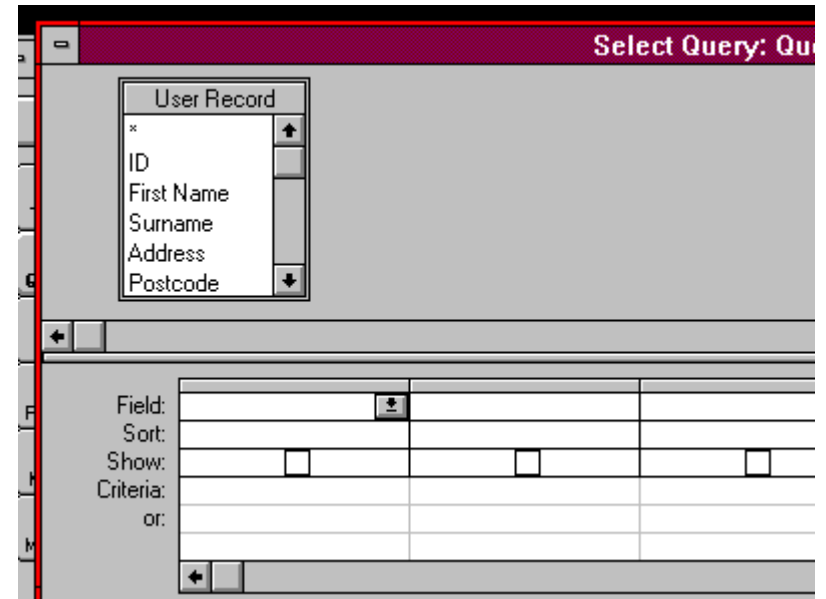 Select Query: Qu
User Record
*
ID
First Name
Surname
Address
Postcode
Field:
Sort:
Show:
Criteria:
or: